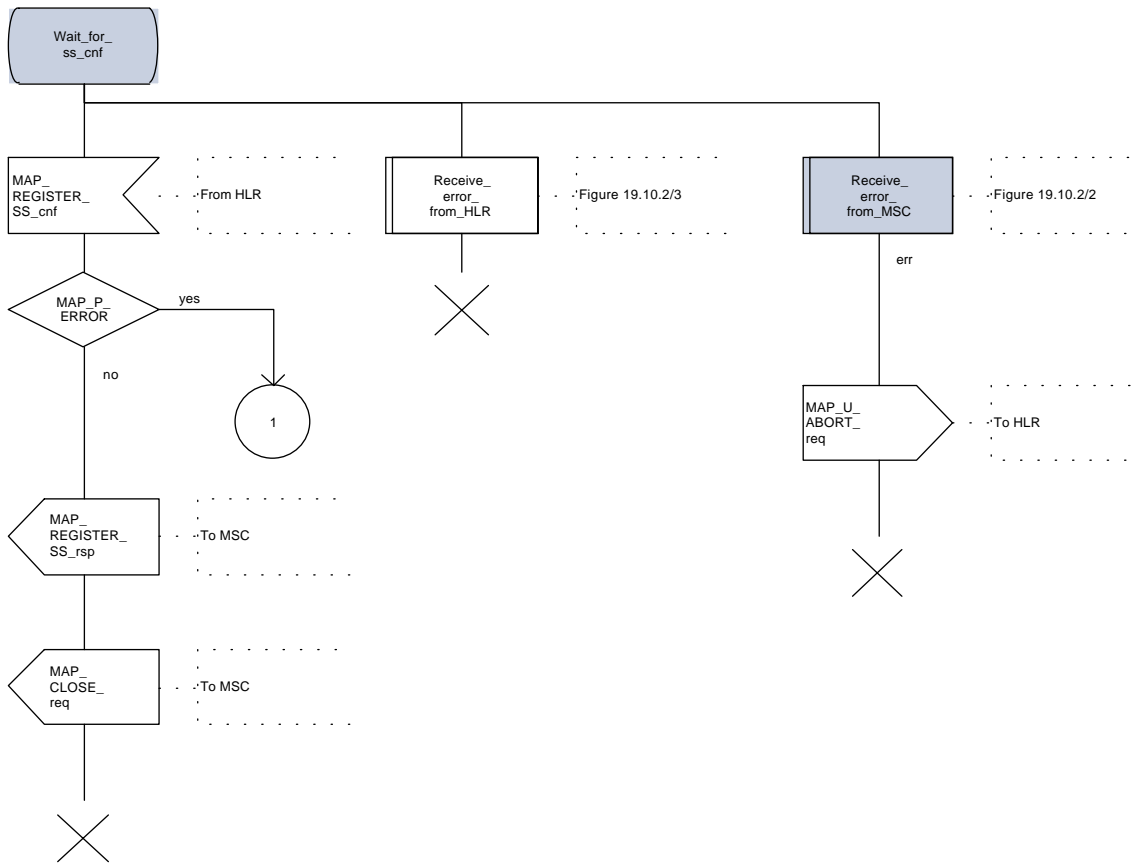 Wait_for_
ss_cnf
MAP_
REGISTER_
SS_cnf
From HLR
Receive_
error_
from_HLR
Figure 19.10.2/3
Receive_
error_
from_MSC
Figure 19.10.2/2
err
MAP_P_
ERROR
yes
no
1
MAP_U_
ABORT_
req
To HLR
MAP_
REGISTER_
SS_rsp
To MSC
MAP_
CLOSE_
req
To MSC